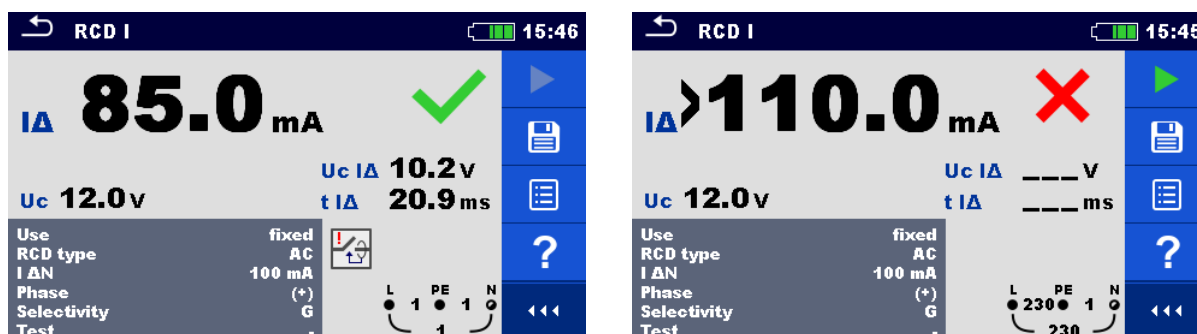 RCD I 15:46
IΔ 85.0 mA
Uc IΔ 10.2 V
Uc 12.0 V t IΔ 20.9 ms
Use fixed
RCD type AC
I ΔN 100 mA
Phase (+)
Selectivity G
Test -
L PE N
1 1
1
?
RCD I 15:45
IΔ >110.0 mA
Uc IΔ ___ V
Uc 12.0 V t IΔ ___ ms
Use fixed
RCD type AC
I ΔN 100 mA
Phase (+)
Selectivity G
Test -
L PE N
230 1
230
?